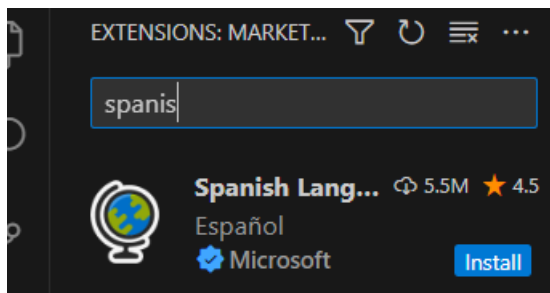 EXTENSIONS: MARKET...
spanis
Spanish Lang... 5.5M 4.5
Español
Microsoft Install